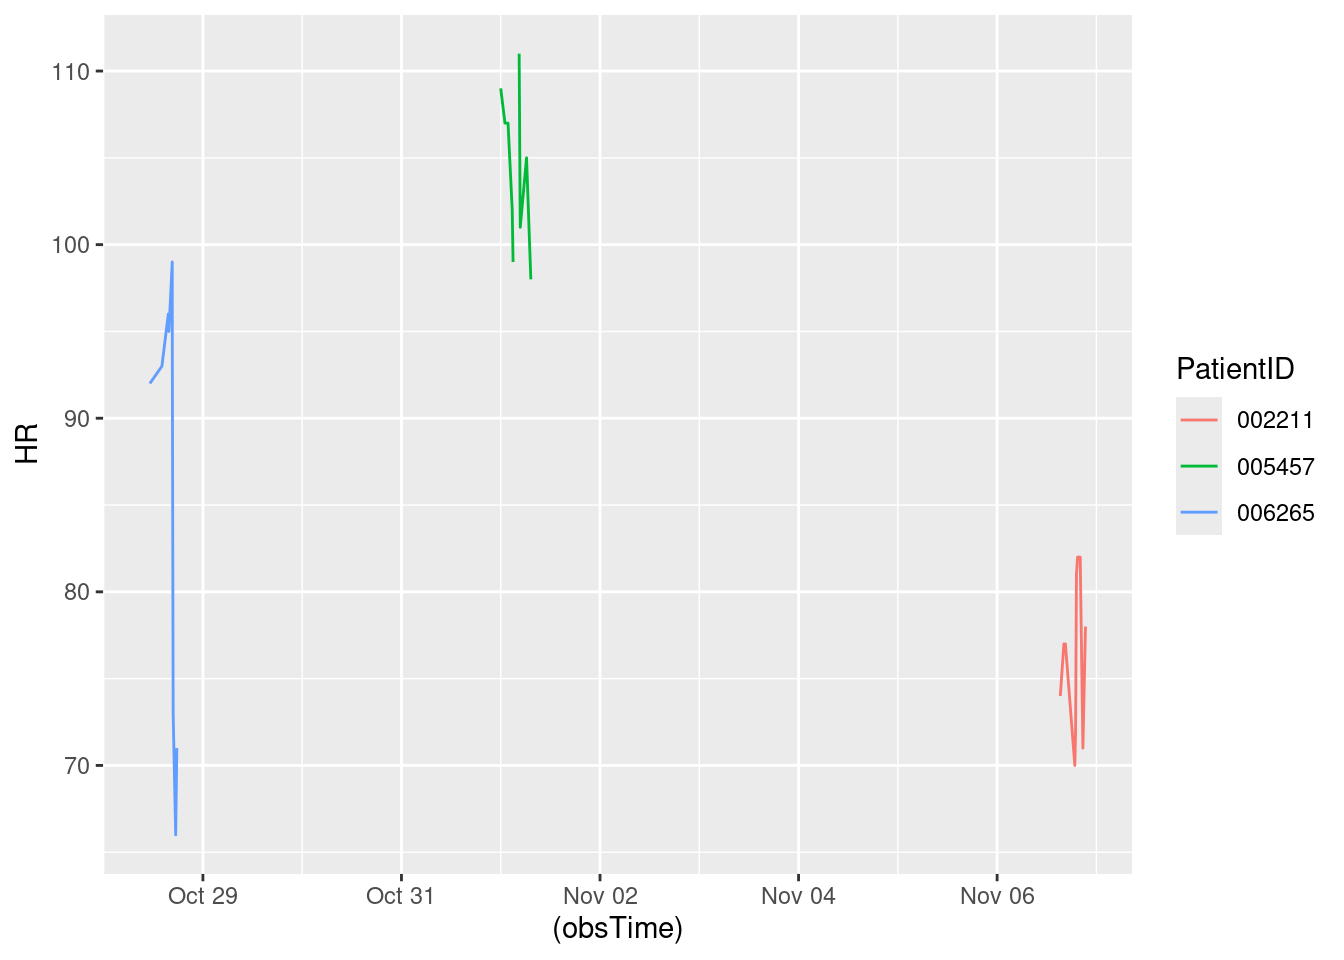 110
100
90
80
70
HR
Oct 29
Oct 31
Nov 02
Nov 04
Nov 06
(obsTime)
PatientID
002211
005457
006265